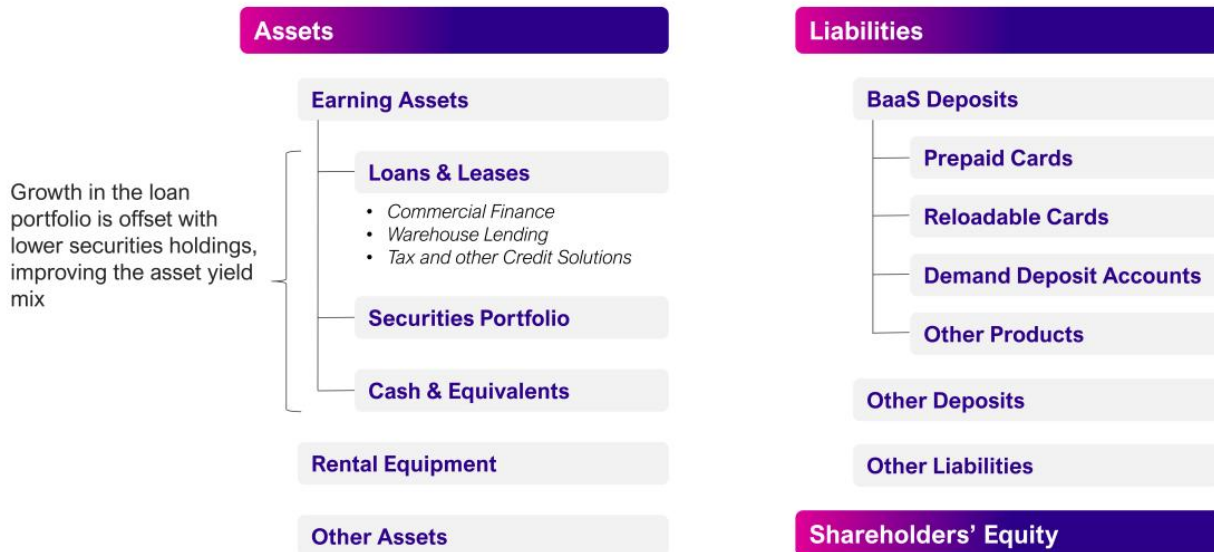 Assets
Earning Assets
Growth in the loan
portfolio is offset with
lower securities holdings,
improving the asset yield
mix
Loans & Leases
• Commercial Finance
• Warehouse Lending
• Tax and other Credit Solutions
Securities Portfolio
Cash & Equivalents
Rental Equipment
Other Assets
Liabilities
BaaS Deposits
Prepaid Cards
Reloadable Cards
Demand Deposit Accounts
Other Products
Other Deposits
Other Liabilities
Shareholders' Equity